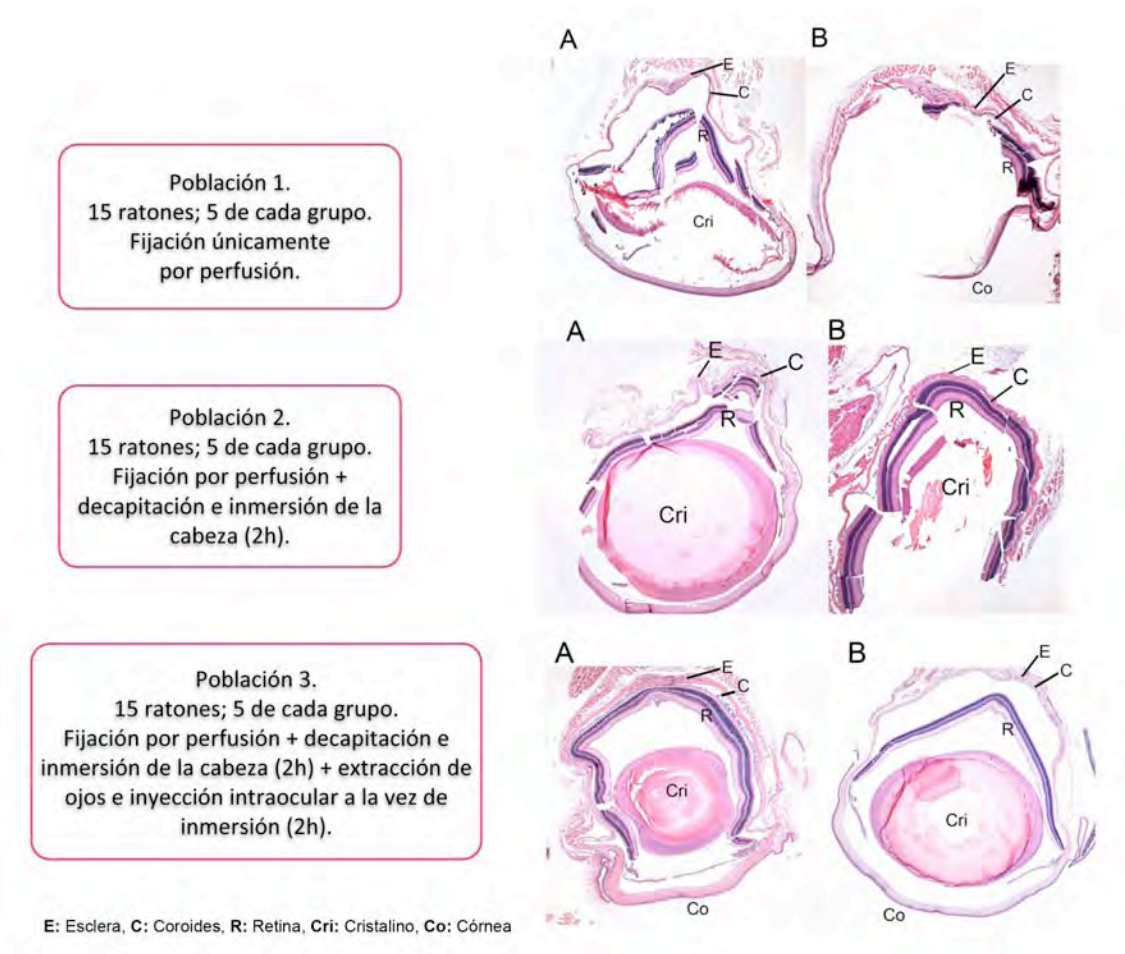 A
B
E
C
R
Cri
E
C
R
Co
Población 1.
15 ratones; 5 de cada grupo.
Fijación únicamente
por perfusión.
A
B
E
C
R
Cri
E
C
R
Cri
Población 2.
15 ratones; 5 de cada grupo.
Fijación por perfusión +
decapitación e inmersión de la
cabeza (2h).
A
B
E
C
R
Cri
Co
E
C
R
Cri
Co
Población 3.
15 ratones; 5 de cada grupo.
Fijación por perfusión + decapitación e
inmersión de la cabeza (2h) + extracción de
ojos e inyección intraocular a la vez de
inmersión (2h).
E: Esclera, C: Coroides, R: Retina, Cri: Cristalino, Co: Córnea